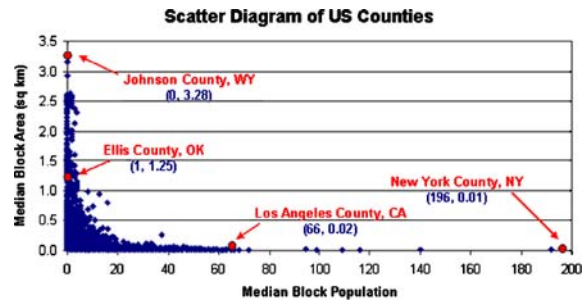 Scatter Diagram of US Counties
Median Block Area (sq km)
3.5
3.0
2.5
2.0
1.5
1.0
0.5
0.0
Johnson County, WY
(0, 3.28)
Ellis County, OK
(1, 1.25)
New York County, NY
(196, 0.01)
Los Angeles County, CA
(66, 0.02)
0 20 40 60 80 100 120 140 160 180 200
Median Block Population